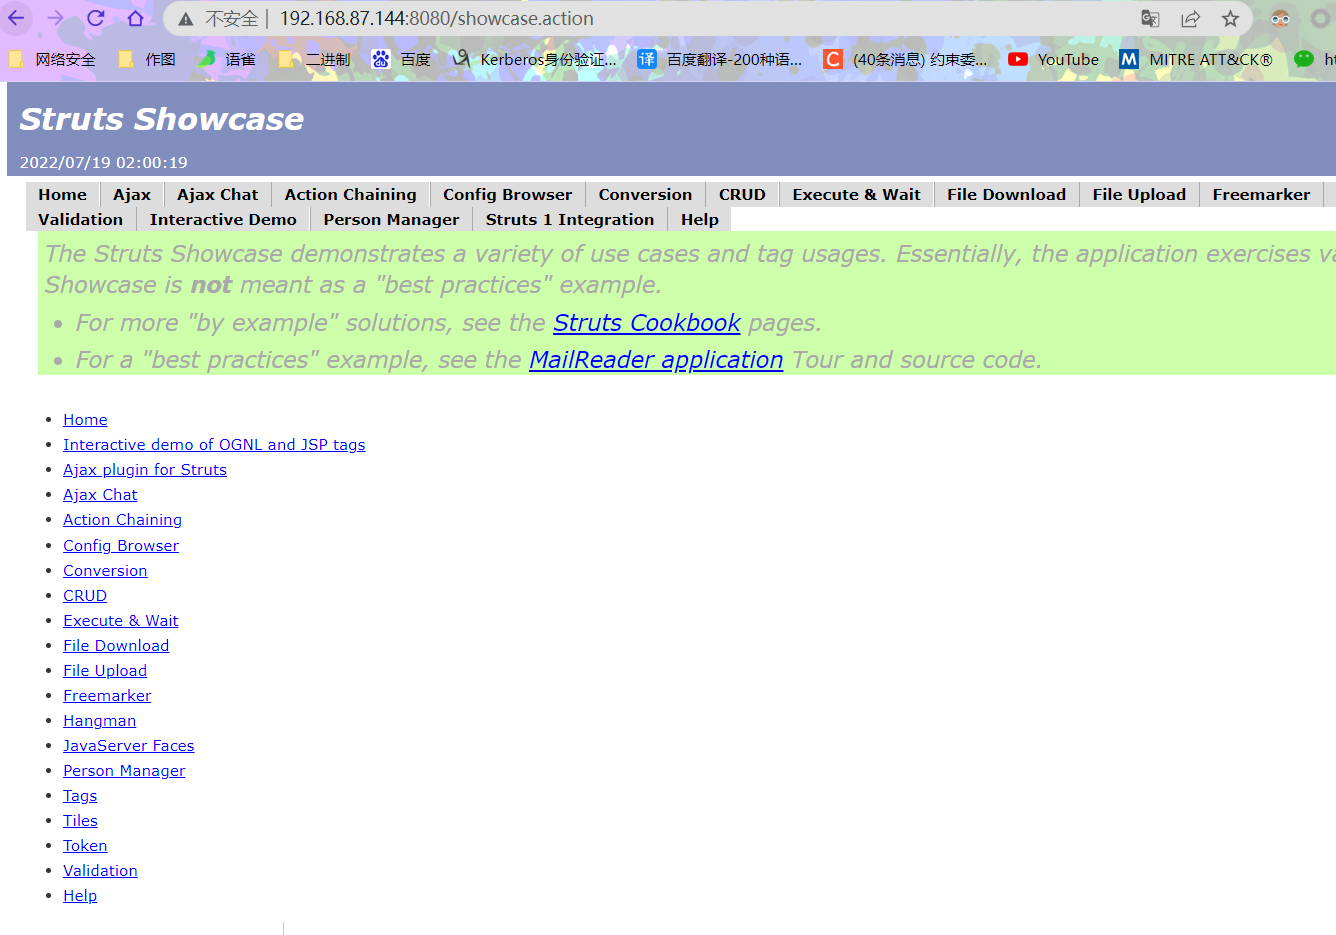 不安全 | 192.168.87.144:8080/showcase.action
网络安全 作图 语雀 二进制 百度 Kerberos身份验证... 百度翻译-200种语... (40条消息) 约束委... YouTube MITRE ATT&CK®
Struts Showcase
2022/07/19 02:00:19
Home Ajax Ajax Chat Action Chaining Config Browser Conversion CRUD Execute & Wait File Download File Upload Freemarker
Validation Interactive Demo Person Manager Struts 1 Integration Help
The Struts Showcase demonstrates a variety of use cases and tag usages. Essentially, the application exercises
Showcase is not meant as a "best practices" example.
• For more "by example" solutions, see the Struts Cookbook pages.
• For a "best practices" example, see the MailReader application Tour and source code.
• Home
• Interactive demo of OGNL and JSP tags
• Ajax plugin for Struts
• Ajax Chat
• Action Chaining
• Config Browser
• Conversion
• CRUD
• Execute & Wait
• File Download
• File Upload
• Freemarker
• Hangman
• JavaServer Faces
• Person Manager
• Tags
• Tiles
• Token
• Validation
• Help